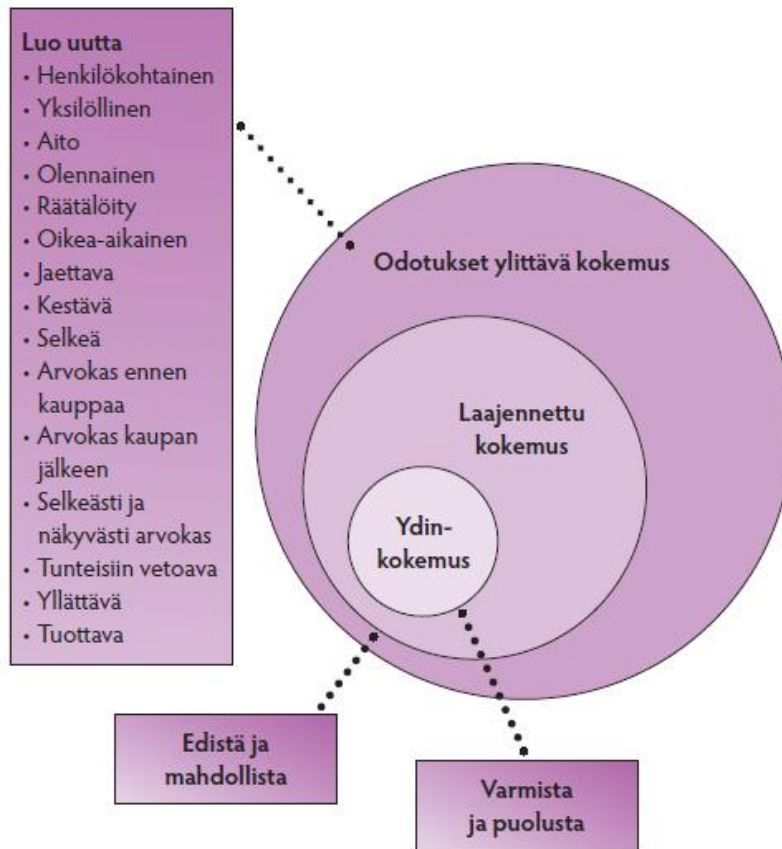 Luo uutta
• Henkilökohtainen
• Yksilöllinen
• Aito
• Olennainen
• Räätälöity
• Oikea-aikainen
• Jaettava
• Kestävä
• Selkeä
• Arvokas ennen
kauppaa
• Arvokas kaupan
jälkeen
• Selkeästi ja
näkyvästi arvokas
• Tunteisiin vetoava
• Yllättävä
• Tuottava
Odotukset ylittävä kokemus
Laajennettu
kokemus
Ydin-
kokemus
Edistä ja
mahdollista
Varmista
ja puolusta